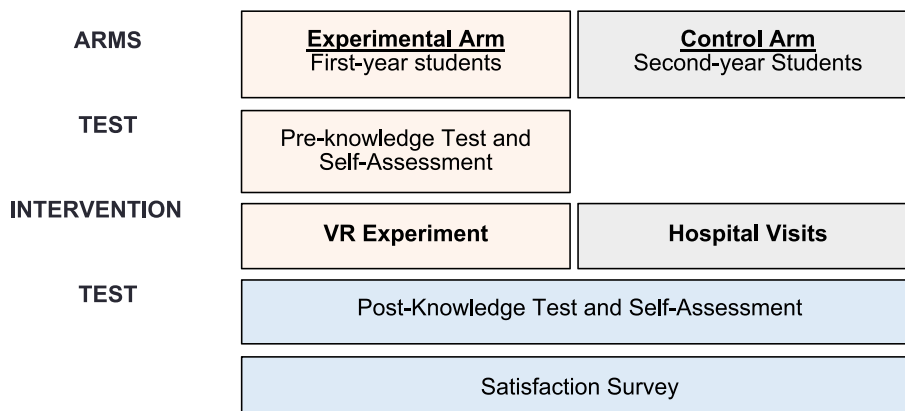 ARMS
Experimental Arm
First-year students
Control Arm
Second-year Students
TEST
Pre-knowledge Test and
Self-Assessment
INTERVENTION
VR Experiment
Hospital Visits
TEST
Post-Knowledge Test and Self-Assessment
Satisfaction Survey